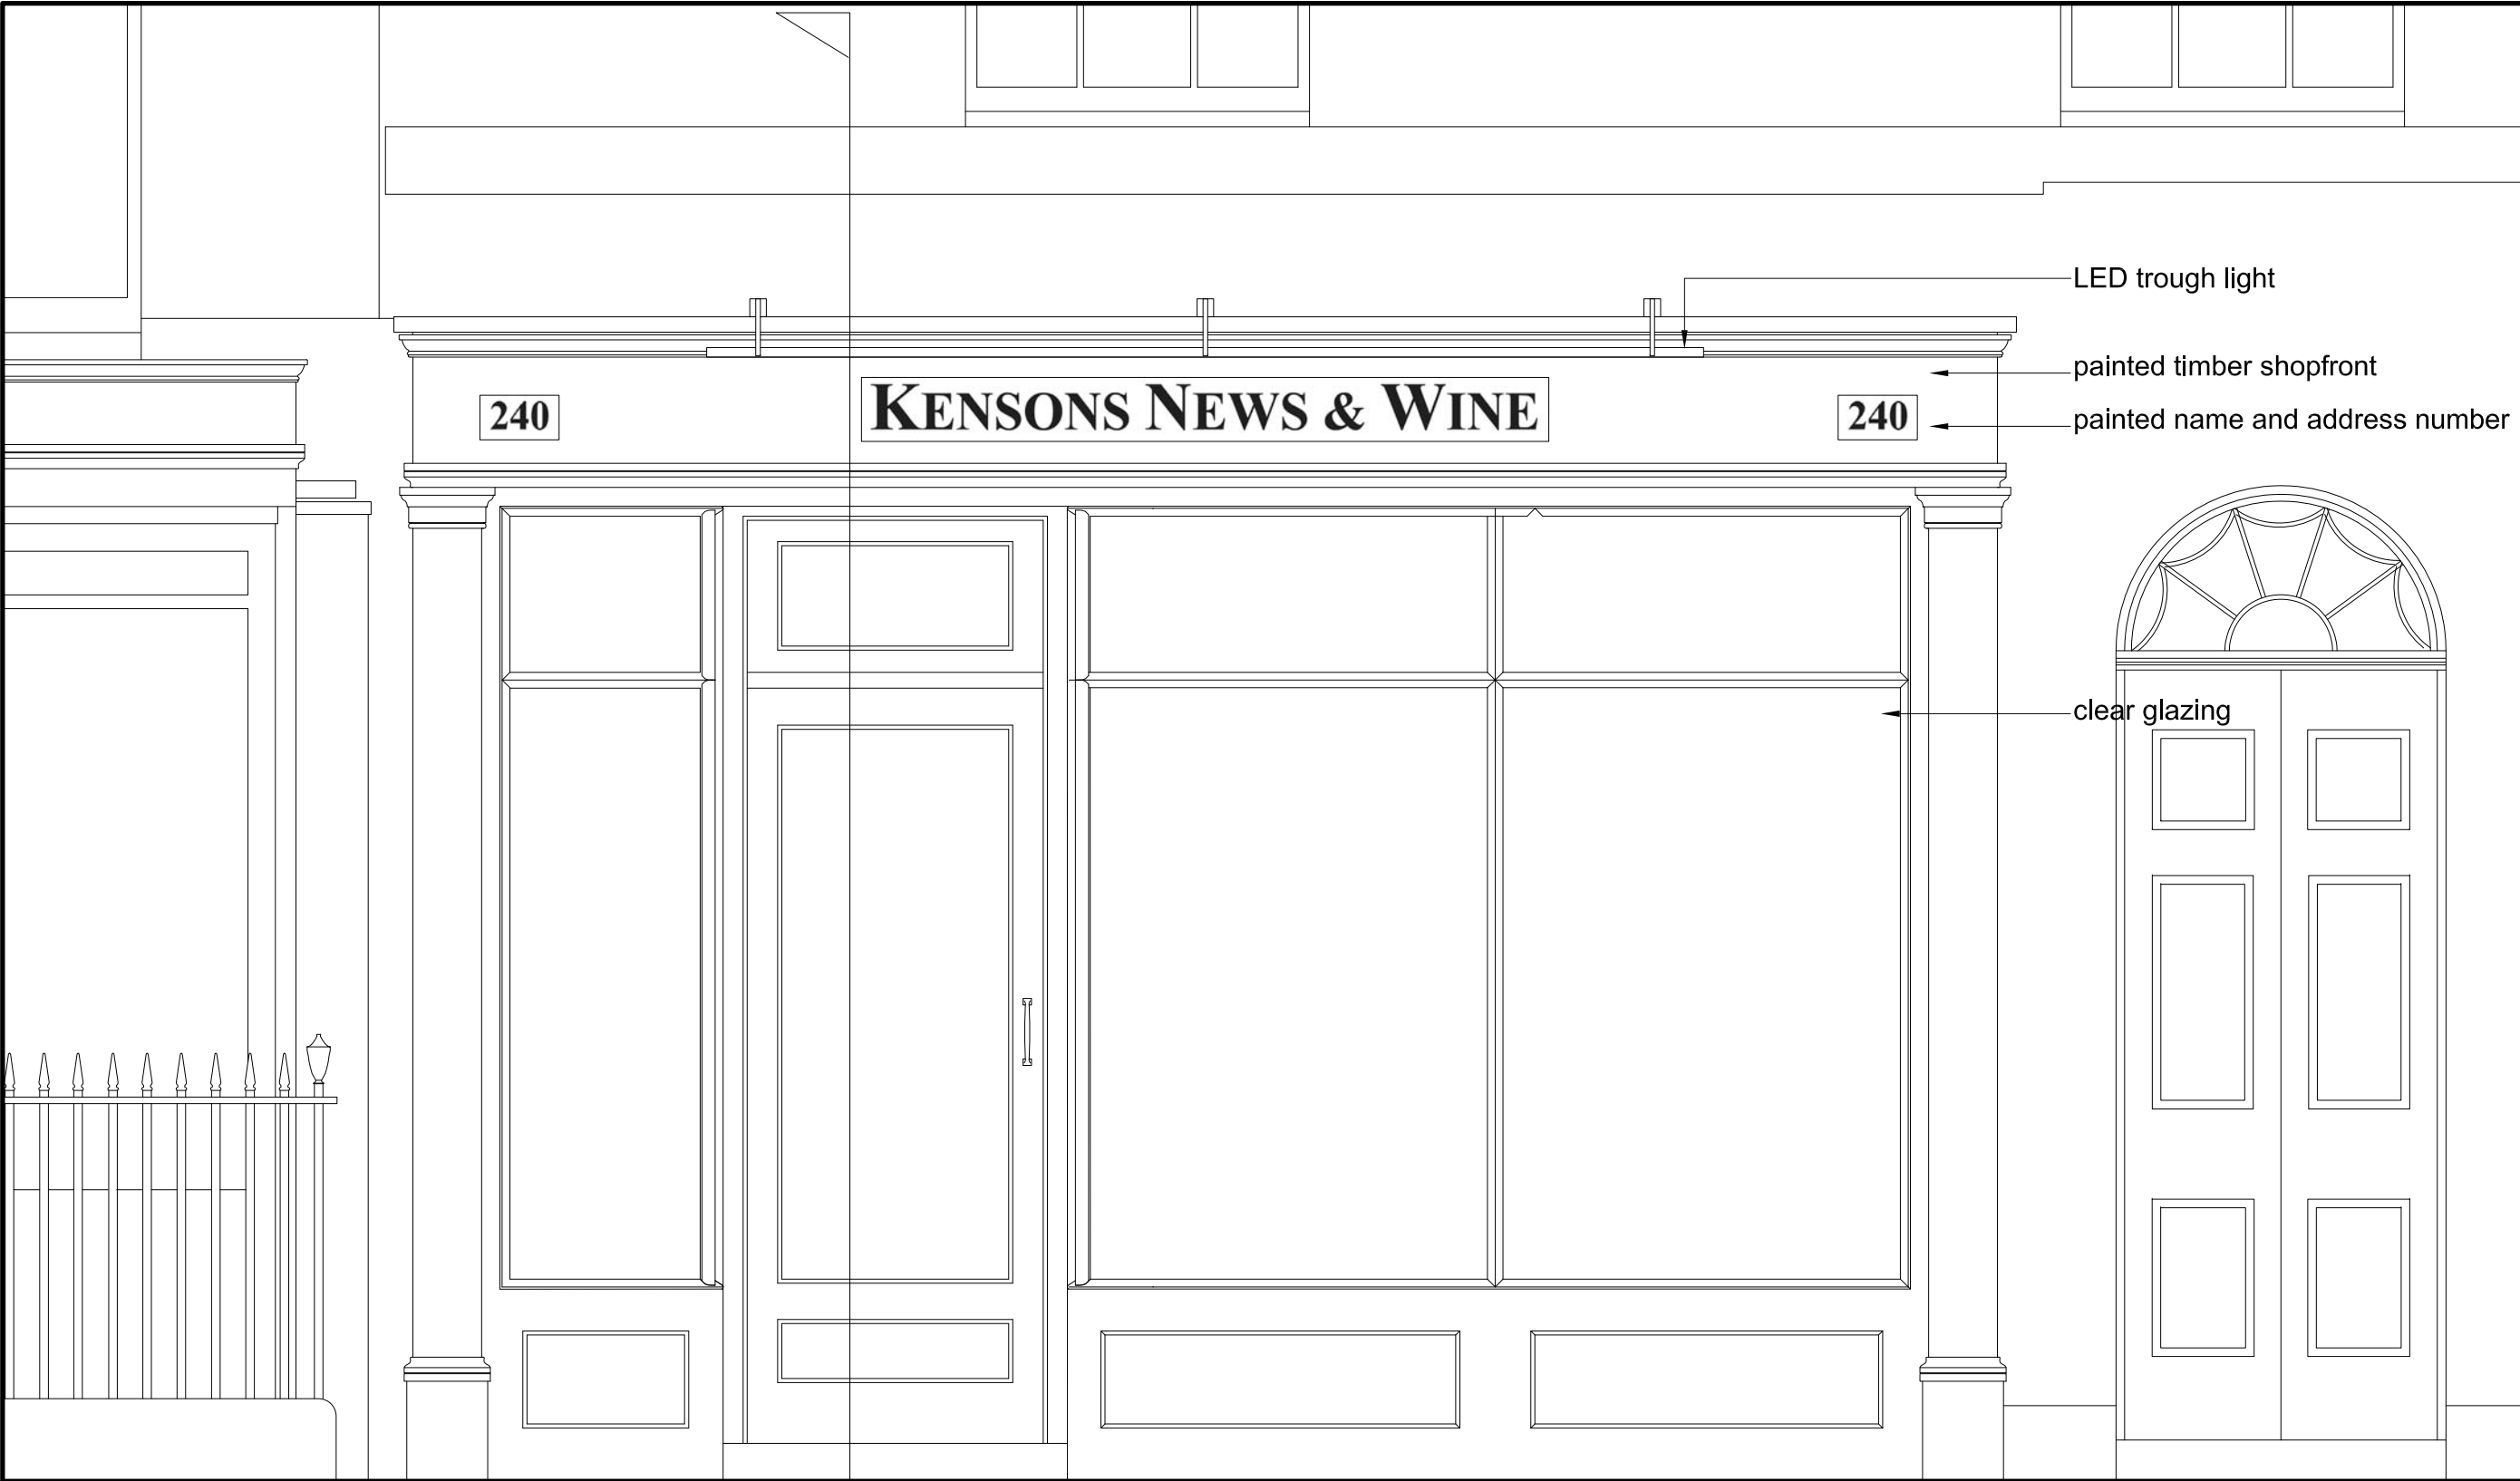 LED trough light
painted timber shopfront
240 KENSONS NEWS & WINE 240
painted name and address number
clear glazing